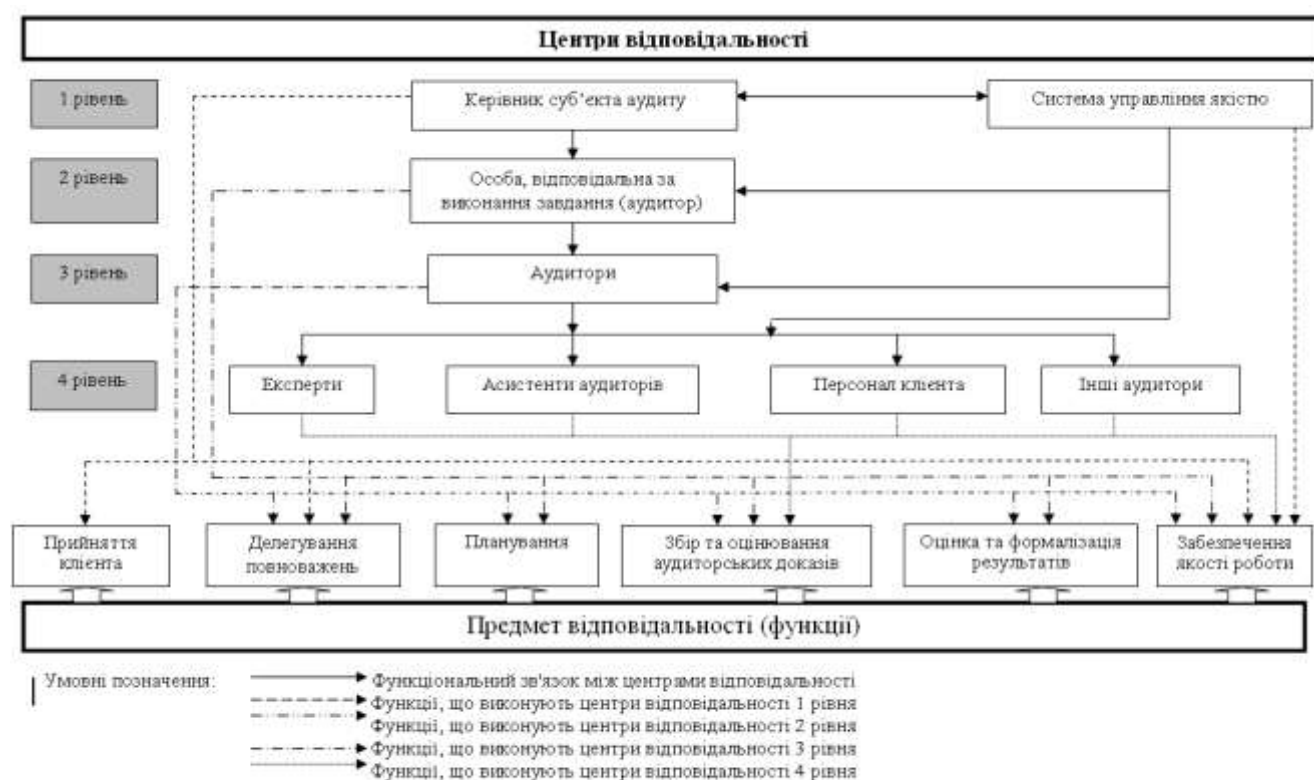 Центри відповідальності
1 рівень
Керівник суб’єкта аудиту
Система управління якістю
2 рівень
Особа, відповідальна за
виконання завдання (аудитор)
3 рівень
Аудитори
4 рівень
Експерти
Асистенти аудиторів
Персонал клієнта
Інші аудитори
Прийняття
клієнта
Делегування
повноважень
Планування
Збір та оцінювання
аудиторських доказів
Оцінка та формалізація
результатів
Забезпечення
якості роботи
Предмет відповідальності (функції)
Умовні позначення:
Функціональний зв'язок між центрами відповідальності
Функції, що виконують центри відповідальності 1 рівня
Функції, що виконують центри відповідальності 2 рівня
Функції, що виконують центри відповідальності 3 рівня
Функції, що виконують центри відповідальності 4 рівня